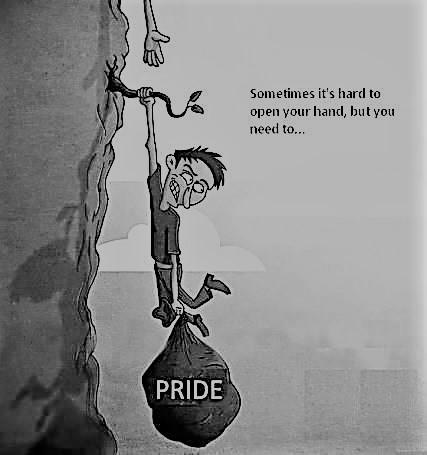 Sometimes it's hard to
open your hand, but you
need to...
PRIDE